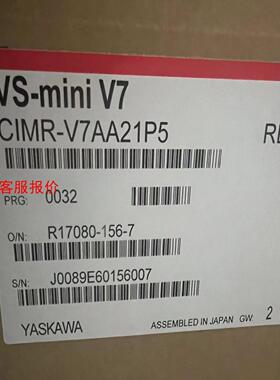 VS-mini V7
CIMR-V7AA21P5
客服报价
PRG: 0032
O/N: R17080-156-7
S/N: J0089E60156007
YASKAWA ASSEMBLED IN JAPAN GW: 2